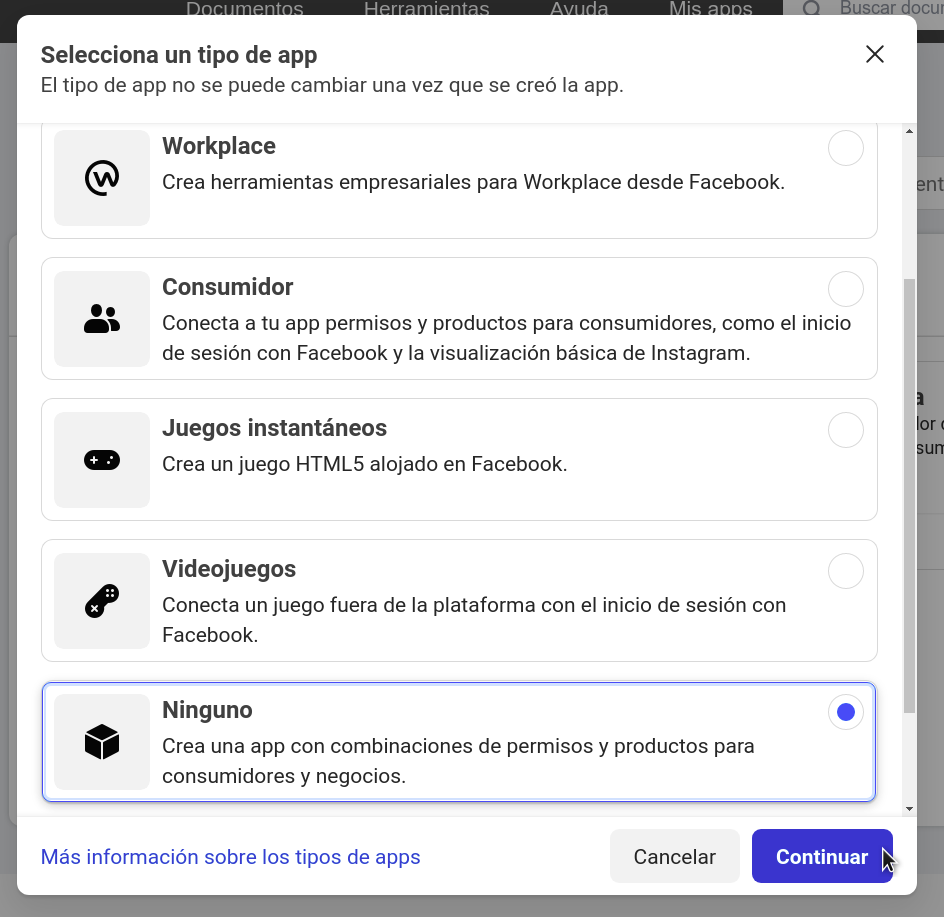 Documentos Herramientas Ayuda Mis apps Buscar
Selecciona un tipo de app
El tipo de app no se puede cambiar una vez que se creó la app.
Workplace
Crea herramientas empresariales para Workplace desde Facebook.
Consumidor
Conecta a tu app permisos y productos para consumidores, como el inicio
de sesión con Facebook y la visualización básica de Instagram.
Juegos instantáneos
Crea un juego HTML5 alojado en Facebook.
Videojuegos
Conecta un juego fuera de la plataforma con el inicio de sesión con
Facebook.
Ninguno
Crea una app con combinaciones de permisos y productos para
consumidores y negocios.
Más información sobre los tipos de apps
Cancelar
Continuar